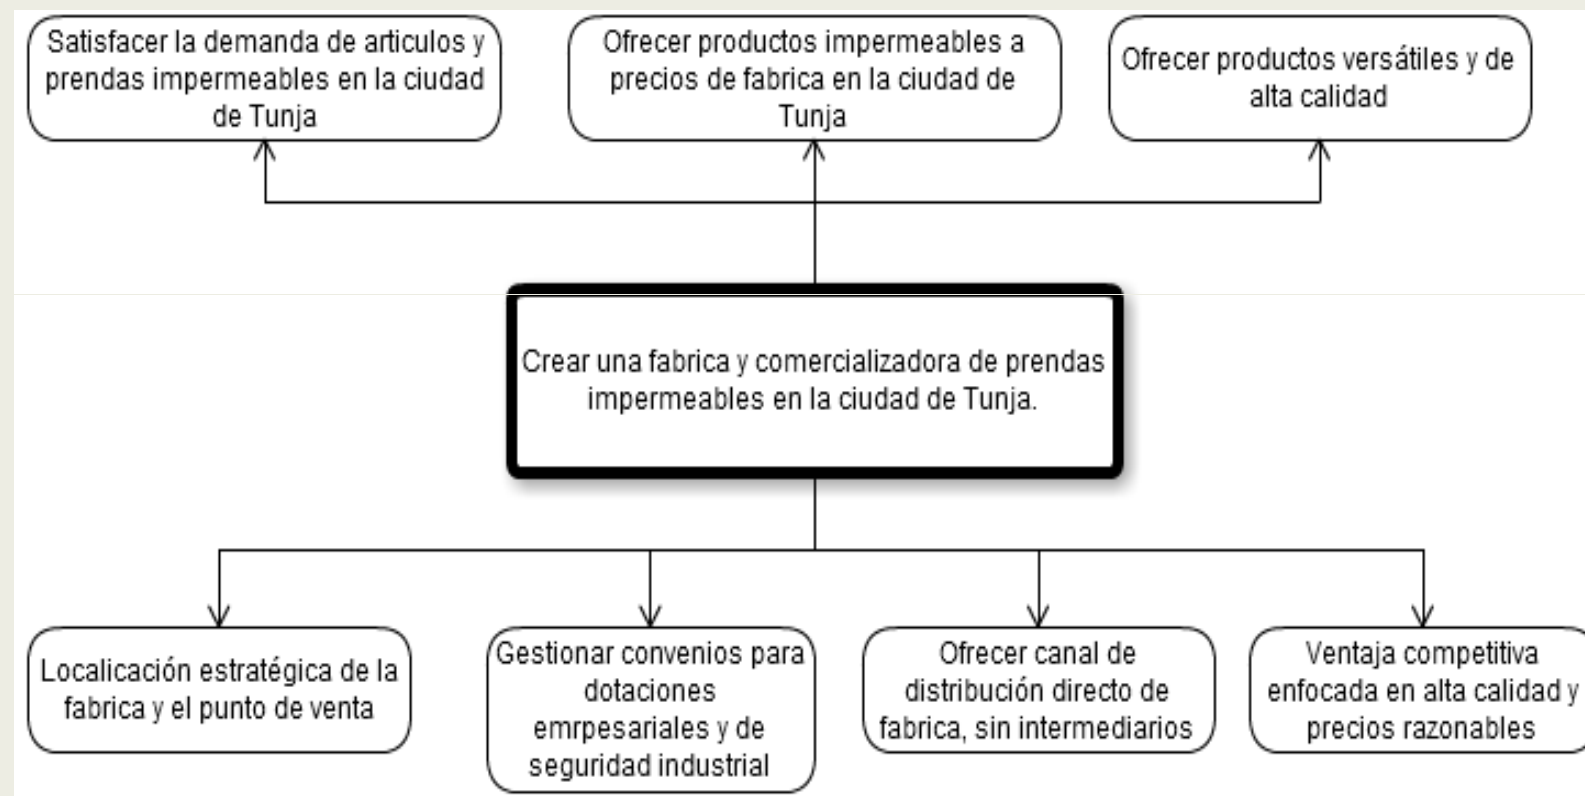 Satisfacer la demanda de articulos y
prendas impermeables en la ciudad
de Tunja
Ofrecer productos impermeables a
precios de fabrica en la ciudad de
Tunja
Ofrecer productos versátiles y de
alta calidad
Crear una fabrica y comercializadora de prendas
impermeables en la ciudad de Tunja.
Localicación estratégica de la
fabrica y el punto de venta
Gestionar convenios para
dotaciones
emrpesariales y de
seguridad industrial
Ofrecer canal de
distribución directo de
fabrica, sin intermediarios
Ventaja competitiva
enfocada en alta calidad y
precios razonables